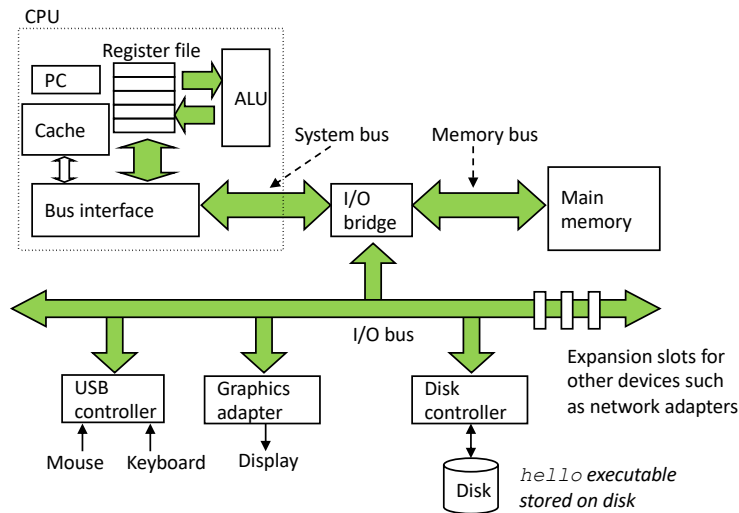 CPU
Register file
PC
ALU
Cache
System bus
Memory bus
Bus interface
I/O
bridge
Main
memory
I/O bus
Expansion slots for
other devices such
as network adapters
USB
controller
Graphics
adapter
Disk
controller
Mouse
Keyboard
Display
Disk
hello executable
stored on disk